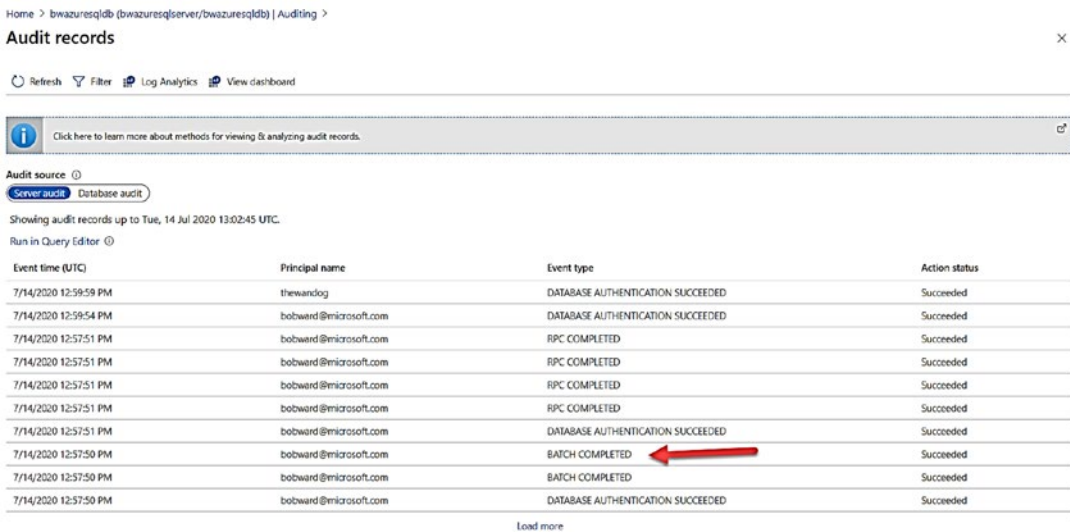 Home > bwazuresqldb (bwazuresqlserver/bwazuresqldb) | Auditing >
Audit records
Refresh Filter Log Analytics View dashboard
Click here to learn more about methods for viewing & analyzing audit records.
Audit source
Server audit Database audit
Showing audit records up to Tue, 14 Jul 2020 13:02:45 UTC.
Run in Query Editor
Event time (UTC) Principal name Event type Action status
7/14/2020 12:59:59 PM thewandog DATABASE AUTHENTICATION SUCCEEDED Succeeded
7/14/2020 12:59:54 PM bobward@microsoft.com DATABASE AUTHENTICATION SUCCEEDED Succeeded
7/14/2020 12:57:51 PM bobward@microsoft.com RPC COMPLETED Succeeded
7/14/2020 12:57:51 PM bobward@microsoft.com RPC COMPLETED Succeeded
7/14/2020 12:57:51 PM bobward@microsoft.com RPC COMPLETED Succeeded
7/14/2020 12:57:51 PM bobward@microsoft.com RPC COMPLETED Succeeded
7/14/2020 12:57:51 PM bobward@microsoft.com DATABASE AUTHENTICATION SUCCEEDED Succeeded
7/14/2020 12:57:50 PM bobward@microsoft.com BATCH COMPLETED Succeeded
7/14/2020 12:57:50 PM bobward@microsoft.com BATCH COMPLETED Succeeded
7/14/2020 12:57:50 PM bobward@microsoft.com DATABASE AUTHENTICATION SUCCEEDED Succeeded
Load more